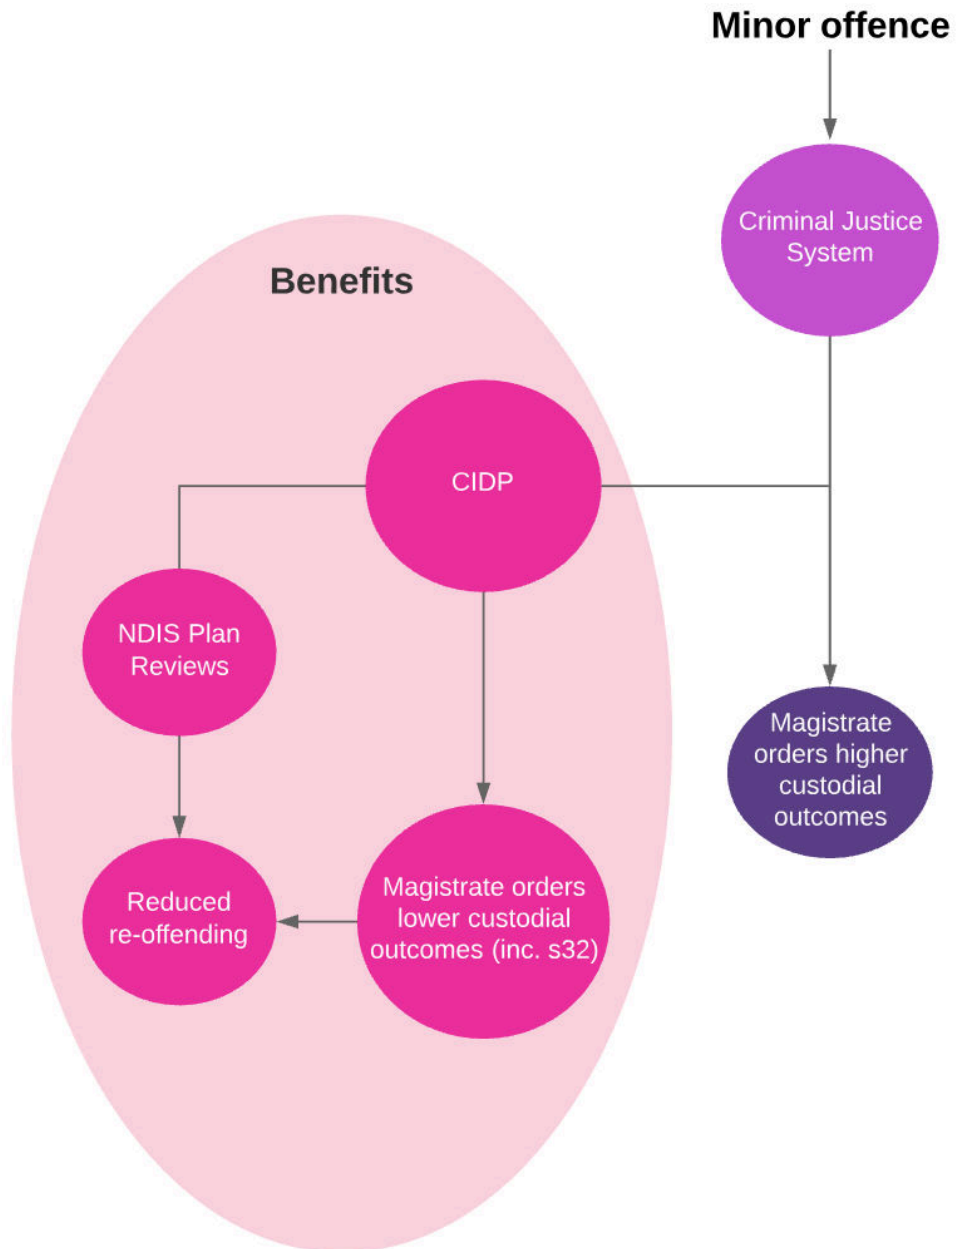 Minor offence
Criminal Justice
System
Benefits
CIDP
NDIS Plan
Reviews
Magistrate
orders higher
custodial
outcomes
Reduced
re-offending
Magistrate orders
lower custodial
outcomes (inc. s32)